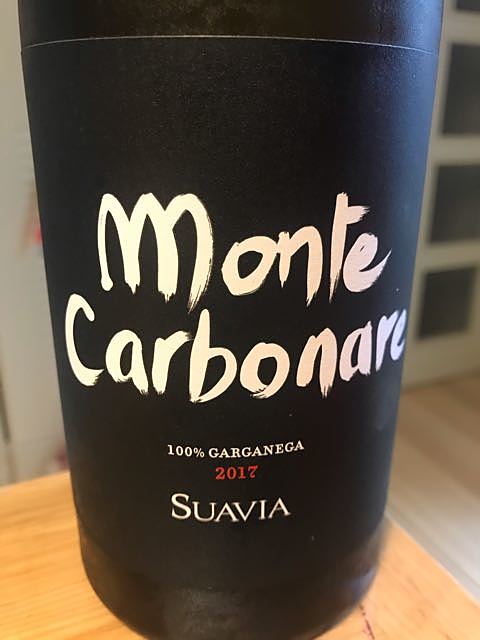 Monte
Carbonare
100% GARGANEGA
2017
SUAVIA